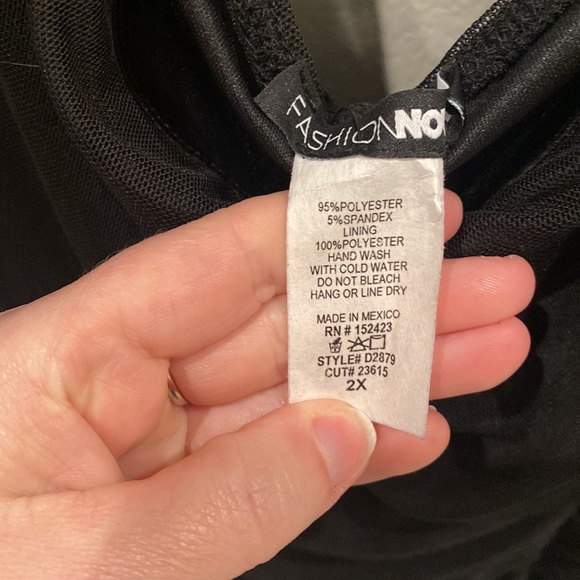 FASHIONNO
95%POLYESTER
5%SPANDEX
LINING
100%POLYESTER
HAND WASH
WITH COLD WATER
DO NOT BLEACH
HANG OR LINE DRY
MADE IN MEXICO
RN # 152423
STYLE# D2879
CUT# 23615
2X